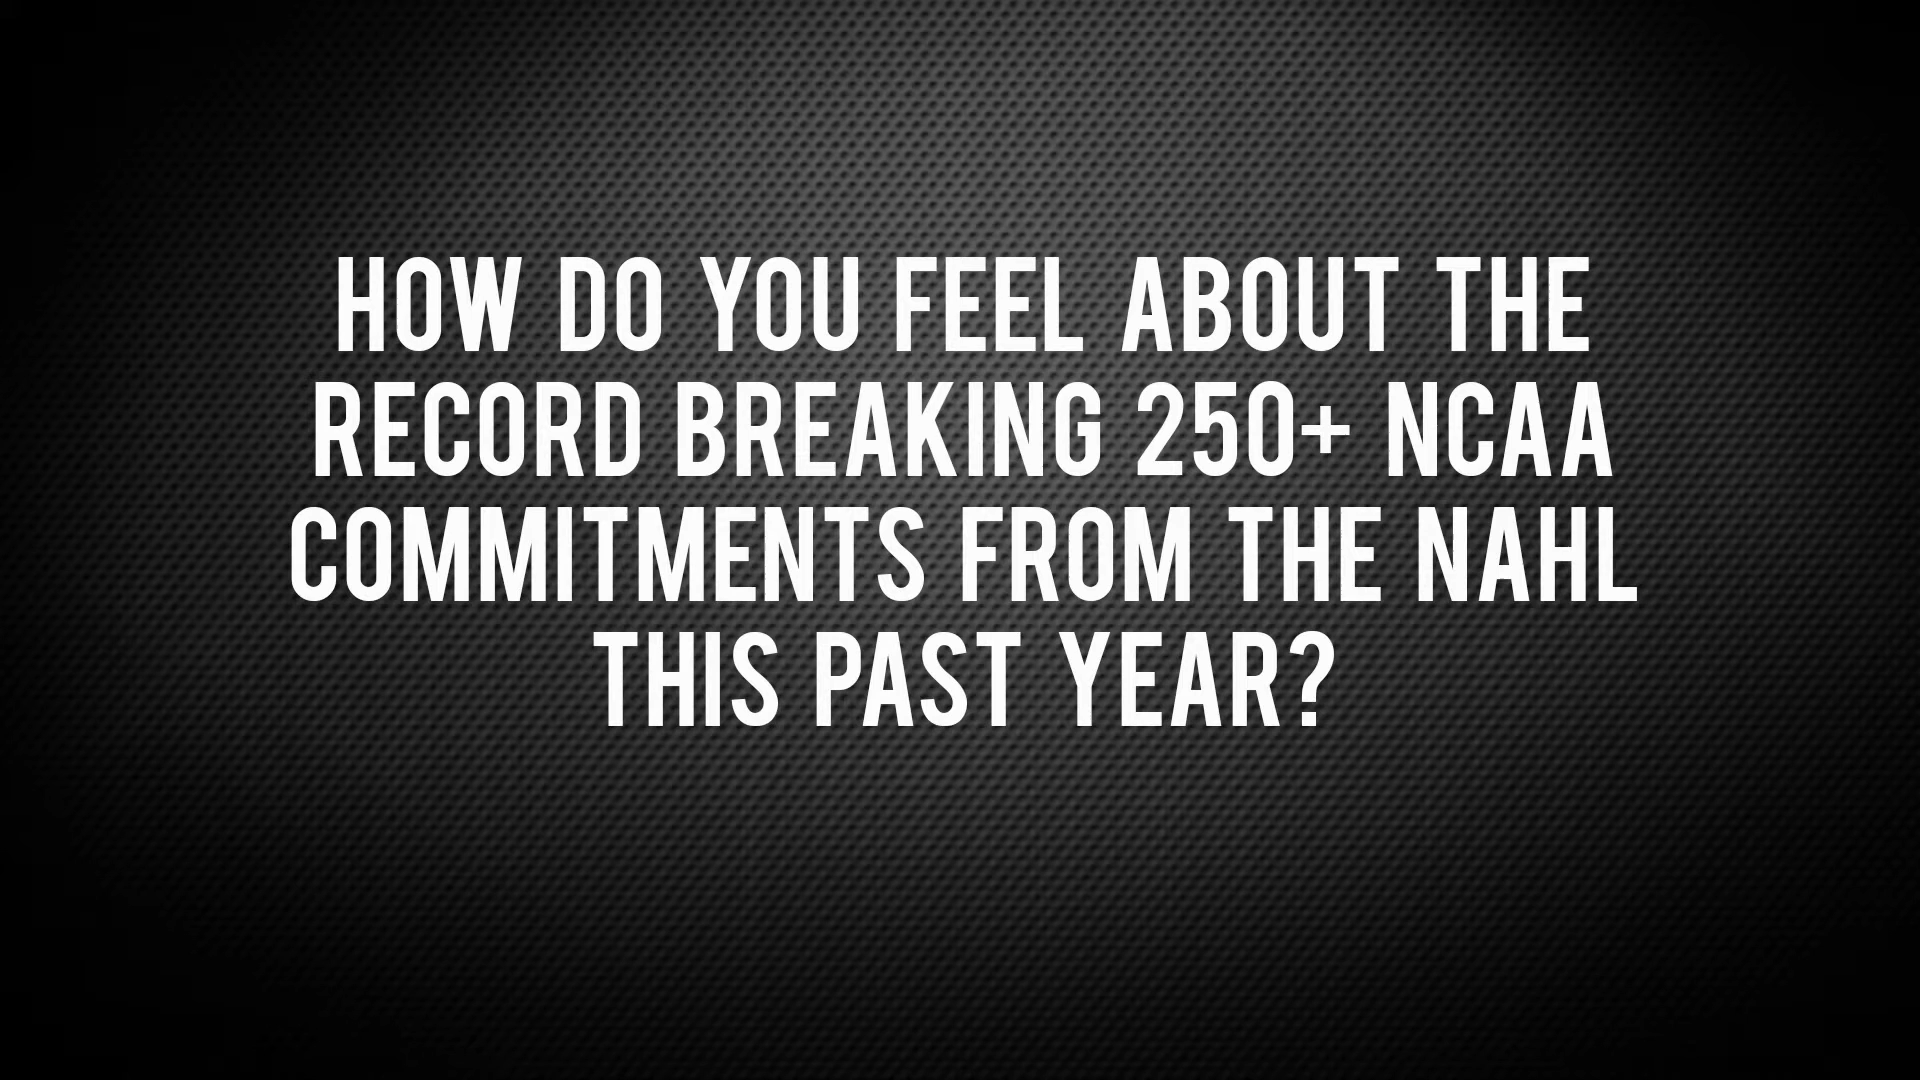 HOW DO YOU FEEL ABOUT THE
RECORD BREAKING 250+ NCAA
COMMITMENTS FROM THE NAHL
THIS PAST YEAR?